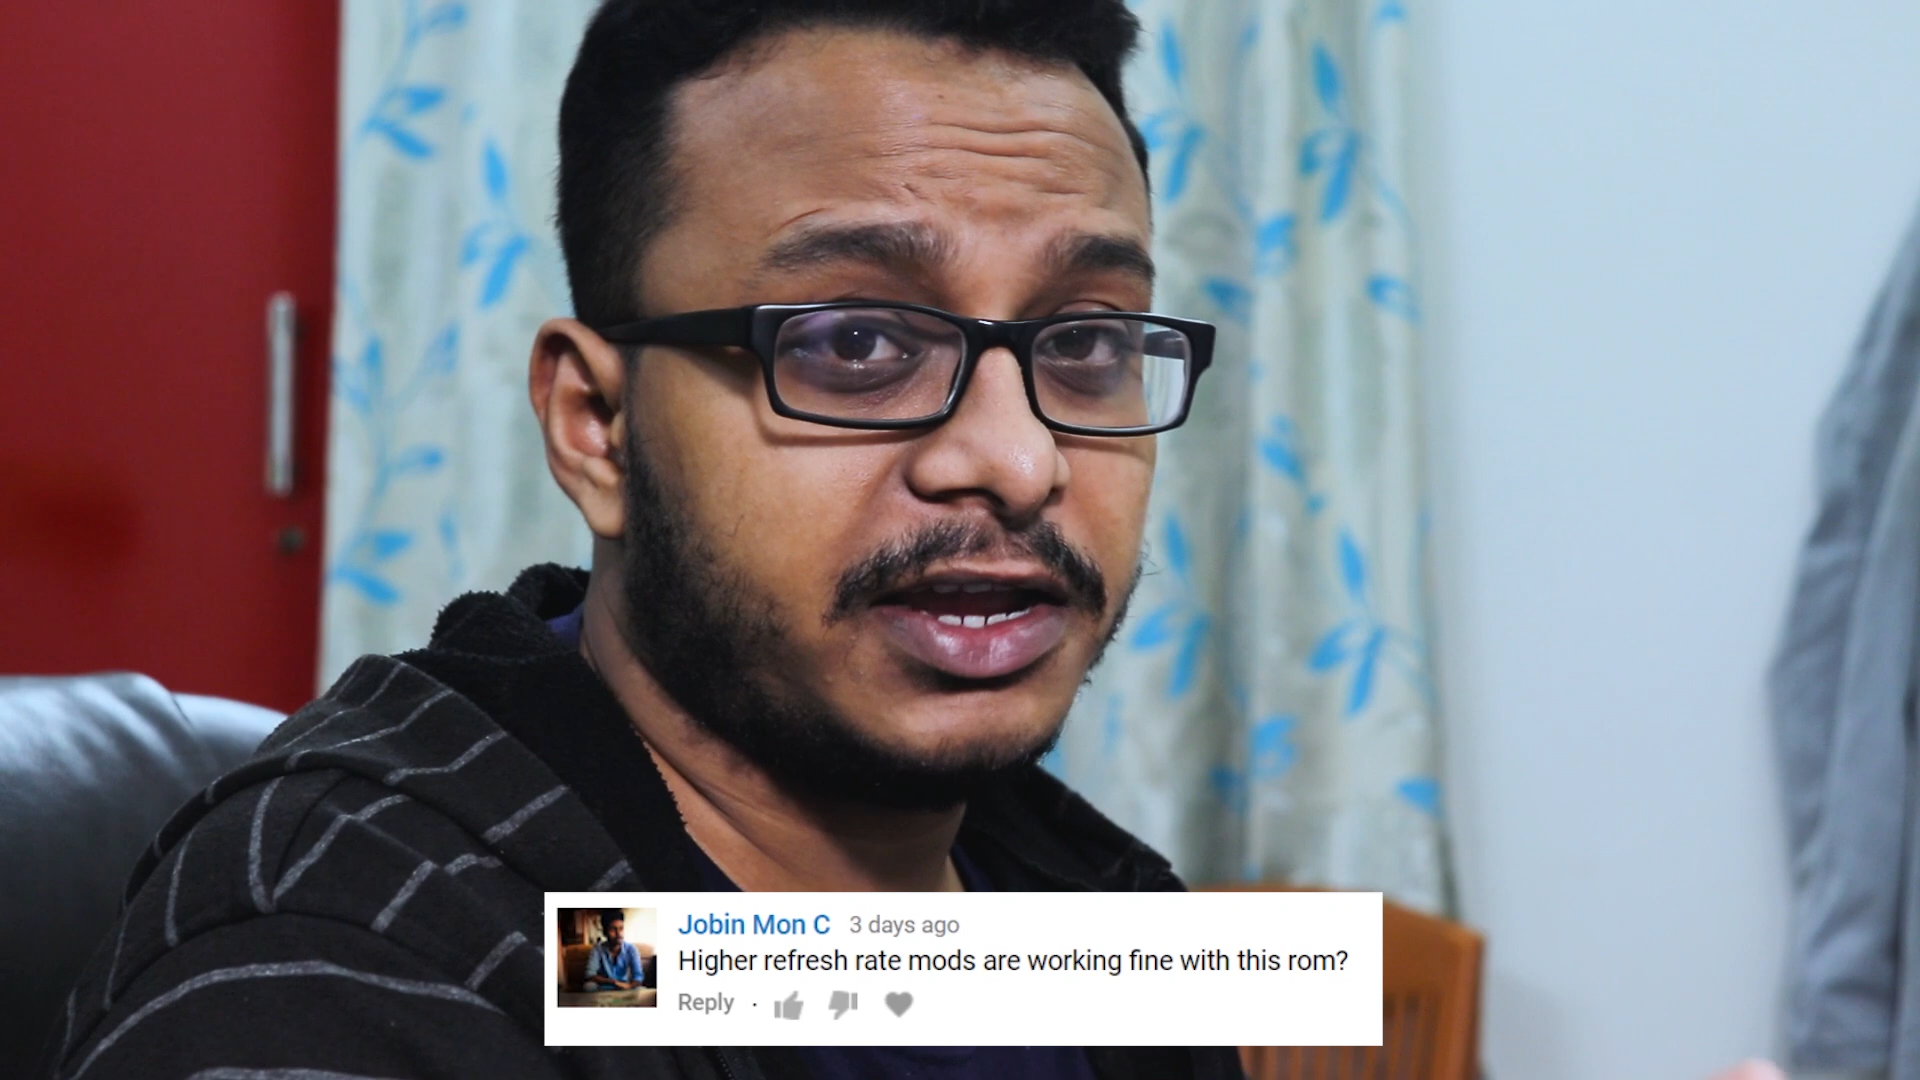 Jobin Mon C 3 days ago
Higher refresh rate mods are working fine with this rom?
Reply ·